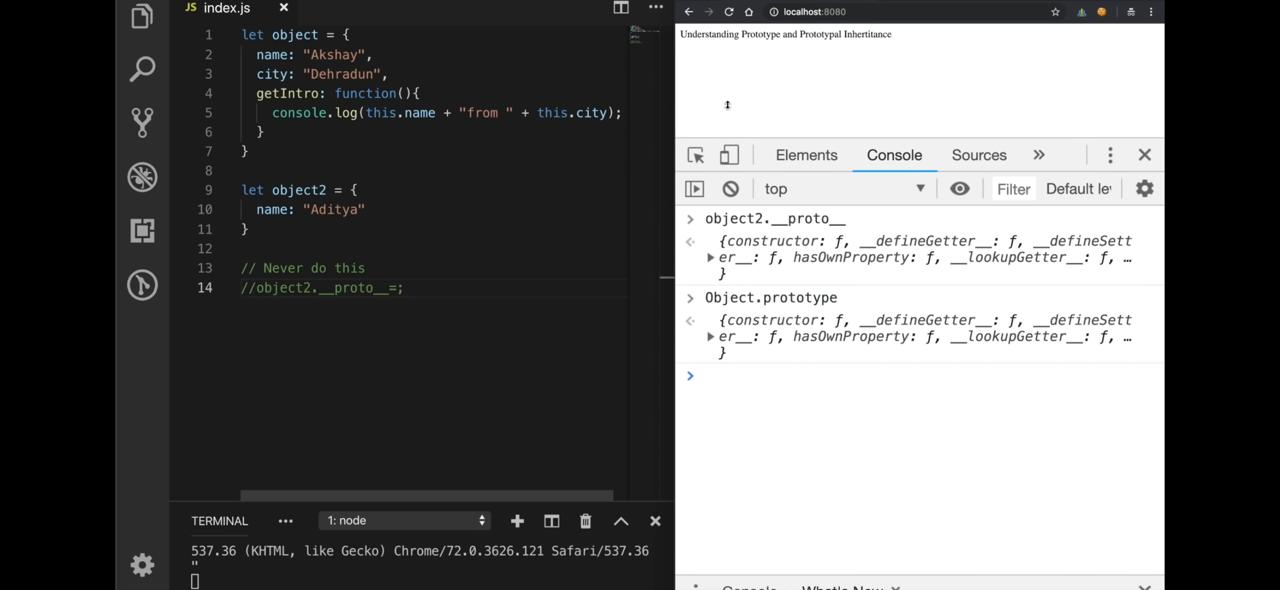 JS index.js
1 let object = {
2 name: "Akshay",
3 city: "Dehradun",
4 getIntro: function(){
5 console.log(this.name + "from " + this.city);
6 }
7 }
8
9 let object2 = {
10 name: "Aditya"
11 }
12
13 // Never do this
14 //object2.__proto__=;
TERMINAL
1: node
537.36 (KHTML, like Gecko) Chrome/72.0.3626.121 Safari/537.36
"
localhost:8080
Understanding Prototype and Prototypal Inhertitance
Elements Console Sources
top Filter Default le
object2.__proto__
{constructor: ƒ, __defineGetter__: ƒ, __defineSett
er__: ƒ, hasOwnProperty: ƒ, __lookupGetter__: ƒ, …
}
Object.prototype
{constructor: ƒ, __defineGetter__: ƒ, __defineSett
er__: ƒ, hasOwnProperty: ƒ, __lookupGetter__: ƒ, …
}
Console What's New